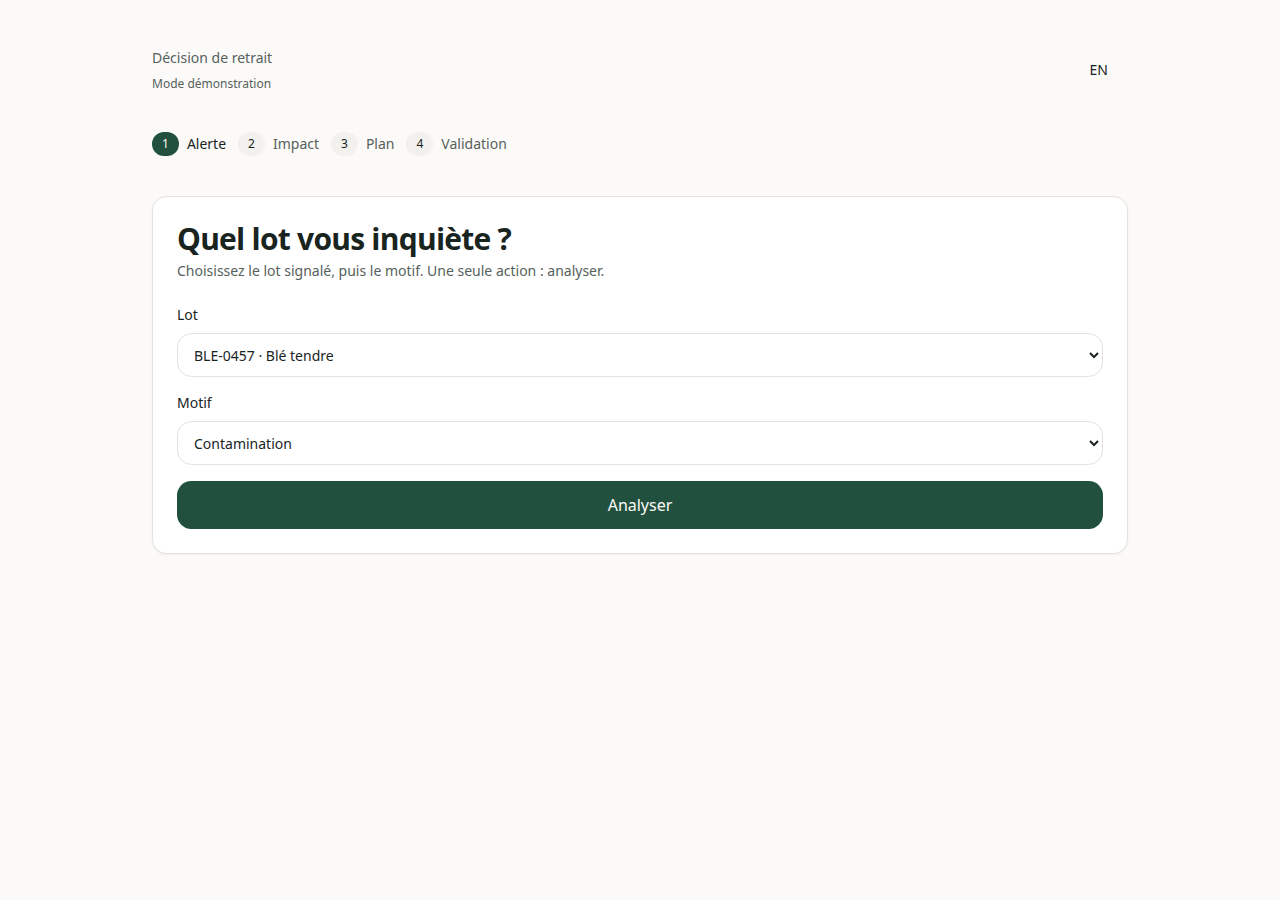 Décision de retrait
Mode démonstration
EN
1 Alerte 2 Impact 3 Plan 4 Validation
Quel lot vous inquiète ?
Choisissez le lot signalé, puis le motif. Une seule action : analyser.
Lot
BLE-0457 · Blé tendre
Motif
Contamination
Analyser